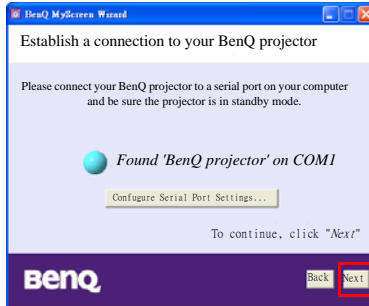 BenQ MyScreen Wizard
Establish a connection to your BenQ projector
Please connect your BenQ projector to a serial port on your computer
and be sure the projector is in standby mode.
Found 'BenQ projector' on COM1
Confugure Serial Port Settings...
To continue, click "Next"
BenQ
Back Next